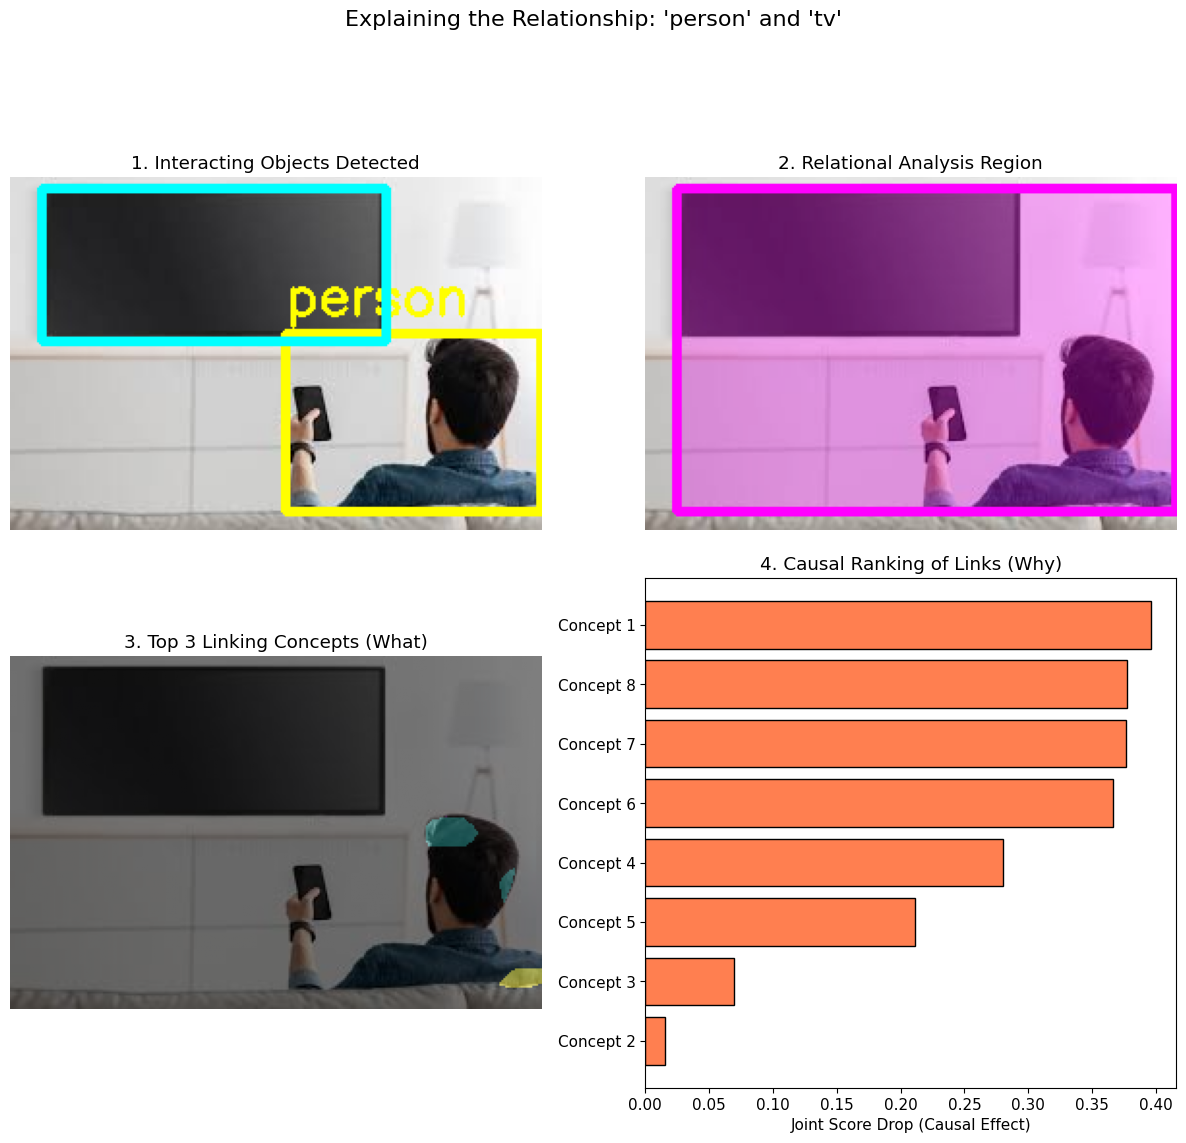 Explaining the Relationship: 'person' and 'tv'
1. Interacting Objects Detected
person
2. Relational Analysis Region
3. Top 3 Linking Concepts (What)
4. Causal Ranking of Links (Why)
Concept 1
Concept 8
Concept 7
Concept 6
Concept 4
Concept 5
Concept 3
Concept 2
0.00 0.05 0.10 0.15 0.20 0.25 0.30 0.35 0.40
Joint Score Drop (Causal Effect)